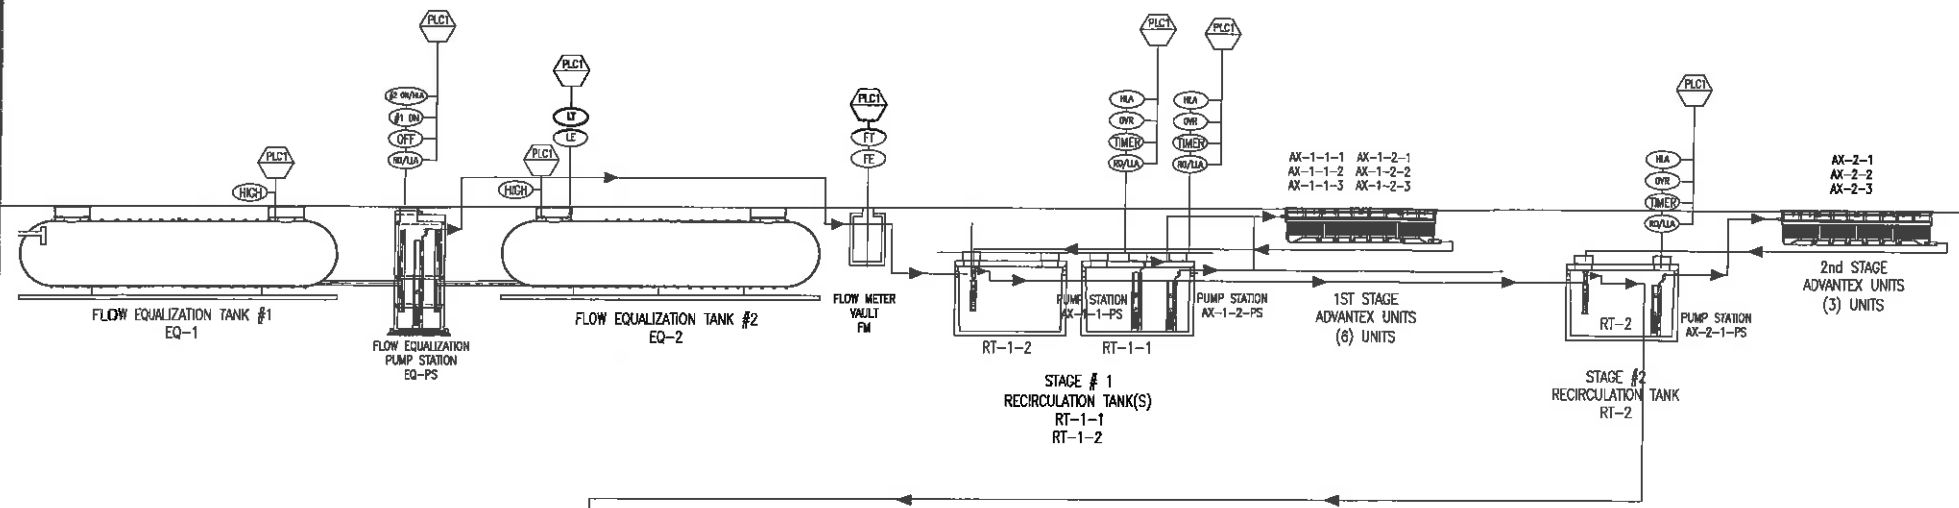 PLC1
#2 ON/HLA
#1 ON
OFF
RO/LLA
PLC1
LT
LE
PLC1
HIGH
PLC1
HIGH
PLC1
FT
FE
PLC1
HLA
OVR
TIMER
RO/LLA
PLC1
HLA
OVR
TIMER
RO/LLA
AX-1-1-1 AX-1-2-1
AX-1-1-2 AX-1-2-2
AX-1-1-3 AX-1-2-3
PLC1
HLA
OVR
TIMER
RO/LLA
AX-2-1
AX-2-2
AX-2-3
FLOW EQUALIZATION TANK #1
EQ-1
FLOW EQUALIZATION
PUMP STATION
EQ-PS
FLOW EQUALIZATION TANK #2
EQ-2
FLOW METER
VAULT
FM
RT-1-2
PUMP STATION
AX-1-1-PS
RT-1-1
PUMP STATION
AX-1-2-PS
STAGE # 1
RECIRCULATION TANK(S)
RT-1-1
RT-1-2
1ST STAGE
ADVANTEX UNITS
(6) UNITS
RT-2
PUMP STATION
AX-2-1-PS
STAGE #2
RECIRCULATION TANK
RT-2
2nd STAGE
ADVANTEX UNITS
(3) UNITS